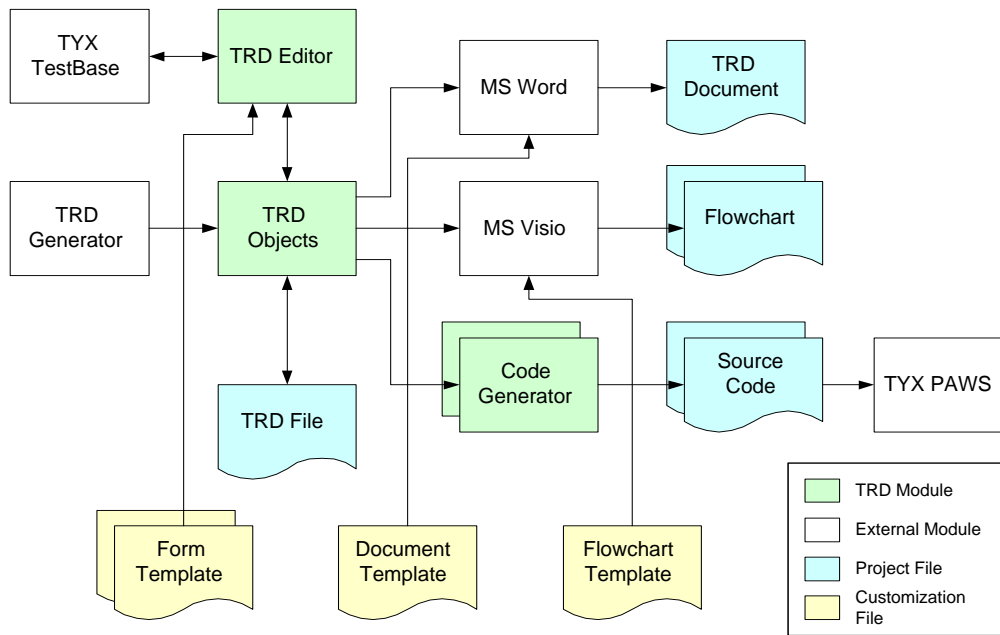 TYX
TestBase
TRD Editor
MS Word
TRD
Document
TRD
Generator
TRD
Objects
MS Visio
Flowchart
TRD File
Code
Generator
Source
Code
TYX PAWS
Form
Template
Document
Template
Flowchart
Template
TRD Module
External Module
Project File
Customization
File